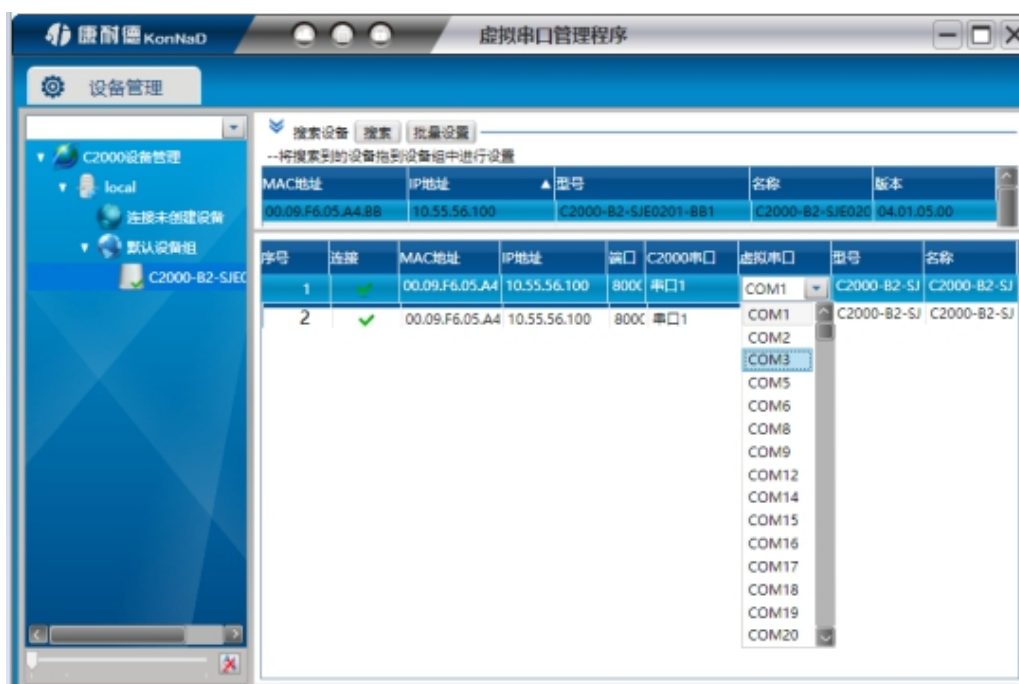 康耐德 KonNaD
虚拟串口管理程序
设备管理
C2000设备管理
local
连接未创建设备
默认设备组
C2000-B2-SJE
搜索设备 搜索 批量设置
--将搜索到的设备拖到设备组中进行设置
MAC地址 IP地址 型号 名称 版本
00.09.F6.05.A4.BB 10.55.56.100 C2000-B2-SJE0201-BB1 C2000-B2-SJE020 04.01.05.00
序号 连接 MAC地址 IP地址 端口 C2000串口 虚拟串口 型号 名称
1 00.09.F6.05.A4 10.55.56.100 800 串口1 COM1 C2000-B2-SJ C2000-B2-SJ
2 00.09.F6.05.A4 10.55.56.100 800 串口1 C2000-B2-SJ C2000-B2-SJ
COM1
COM2
COM3
COM5
COM6
COM8
COM9
COM12
COM14
COM15
COM16
COM17
COM18
COM19
COM20